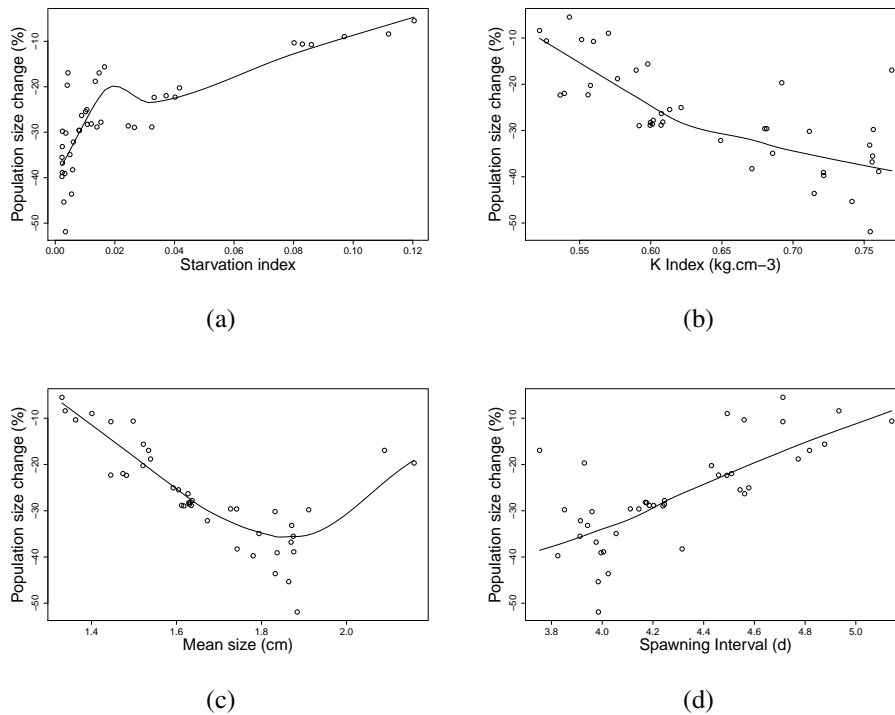 Population size change (%)
-50 -40 -30 -20 -10
0.00 0.02 0.04 0.06 0.08 0.10 0.12
Starvation index
(a)
Population size change (%)
-50 -40 -30 -20 -10
0.55 0.60 0.65 0.70 0.75
K Index (kg.cm−3)
(b)
Population size change (%)
-50 -40 -30 -20 -10
1.4 1.6 1.8 2.0
Mean size (cm)
(c)
Population size change (%)
-50 -40 -30 -20 -10
3.8 4.0 4.2 4.4 4.6 4.8 5.0
Spawning Interval (d)
(d)